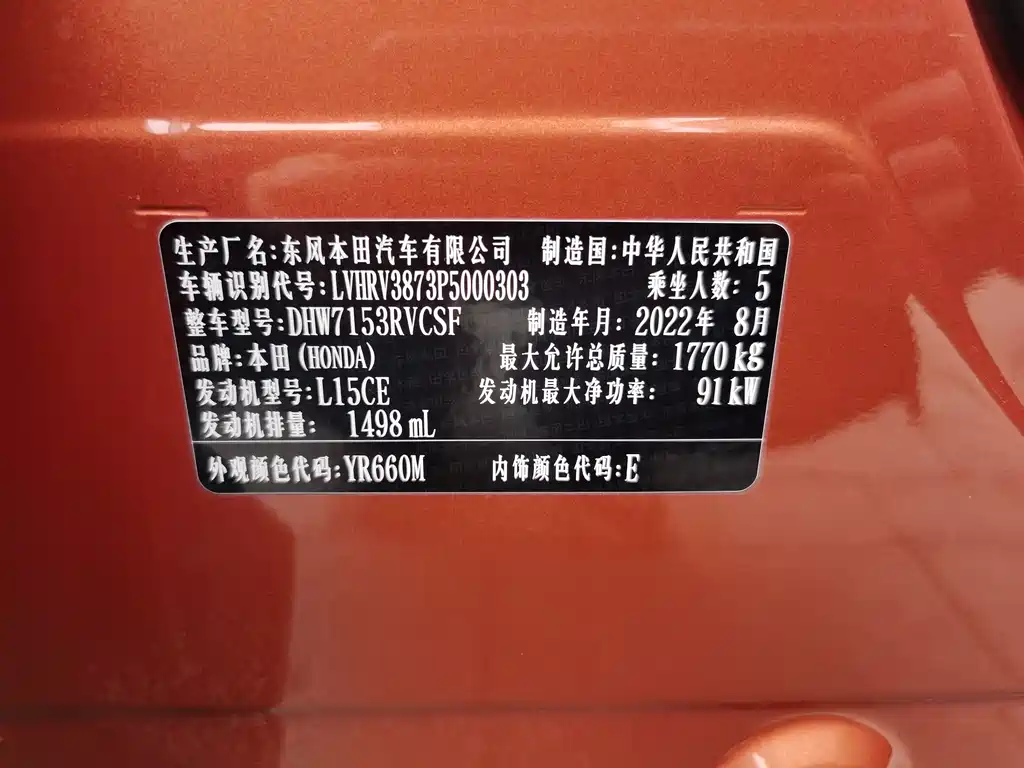 生产厂名:东风本田汽车有限公司 制造国:中华人民共和国
车辆识别代号:LVHRV3873P5000303 乘坐人数: 5
整车型号:DHW7153RVCSF 制造年月: 2022年 8月
品牌:本田(HONDA) 最大允许总质量: 1770kg
发动机型号:L15CE 发动机最大净功率: 91kW
发动机排量: 1498 mL
外观颜色代码:YR660M 内饰颜色代码:E